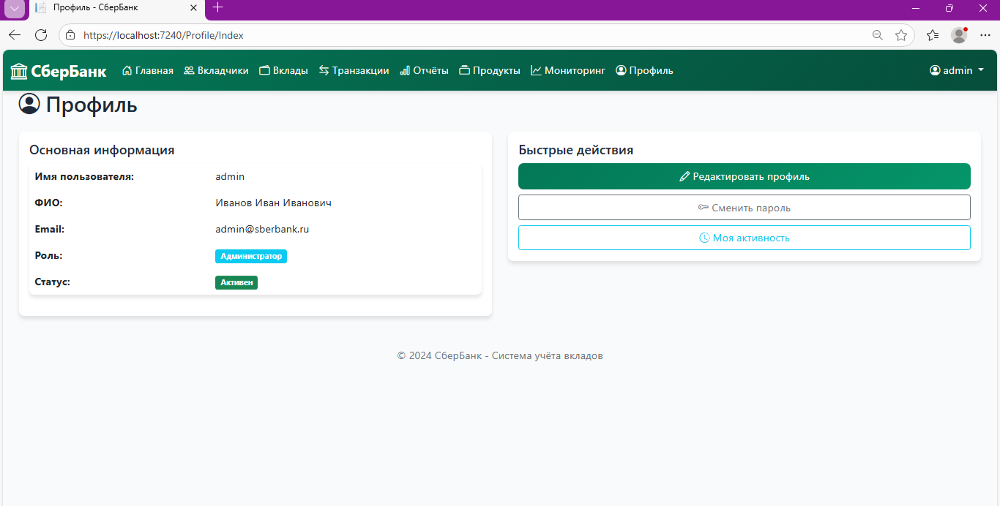 Профиль - СберБанк
https://localhost:7240/Profile/Index
СберБанк Главная Вкладчики Вклады Транзакции Отчёты Продукты Мониторинг Профиль admin
Профиль
Основная информация
Имя пользователя: admin
ФИО: Иванов Иван Иванович
Email: admin@sberbank.ru
Роль: Администратор
Статус: Активен
Быстрые действия
Редактировать профиль
Сменить пароль
Моя активность
© 2024 СберБанк - Система учёта вкладов